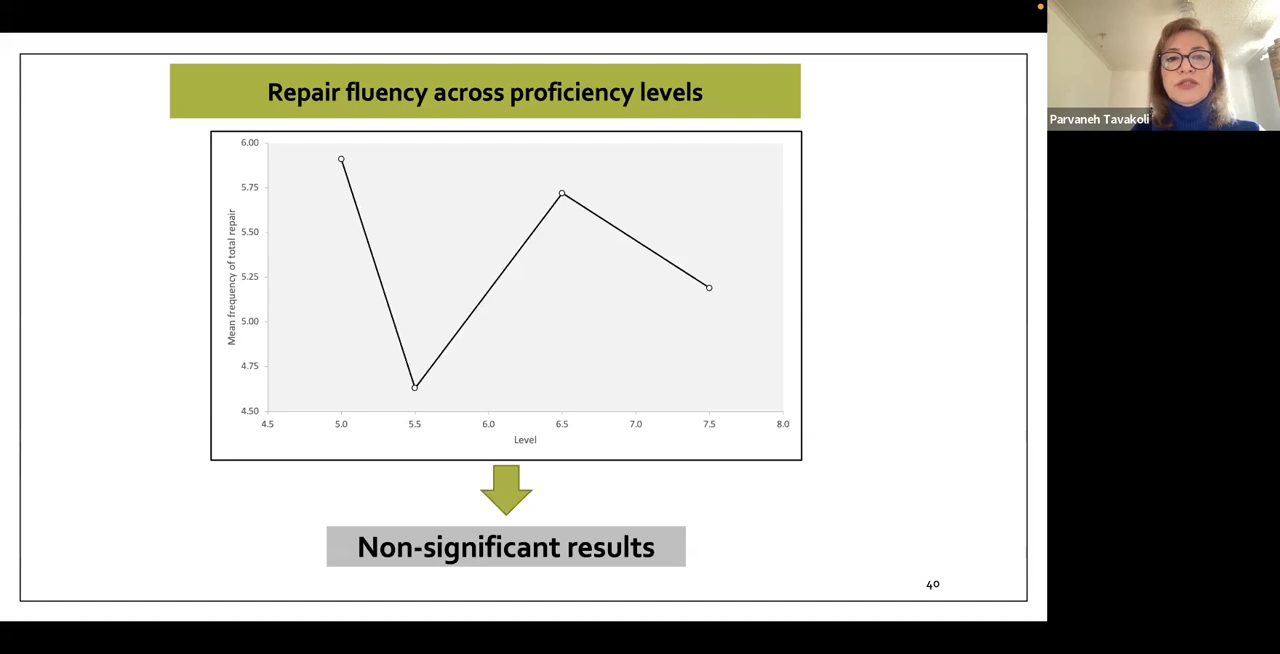 Repair fluency across proficiency levels
Parvaneh Tavakoli
Mean frequency of total repair
6.00
5.75
5.50
5.25
5.00
4.75
4.50
4.5 5.0 5.5 6.0 6.5 7.0 7.5 8.0
Level
Non-significant results
40